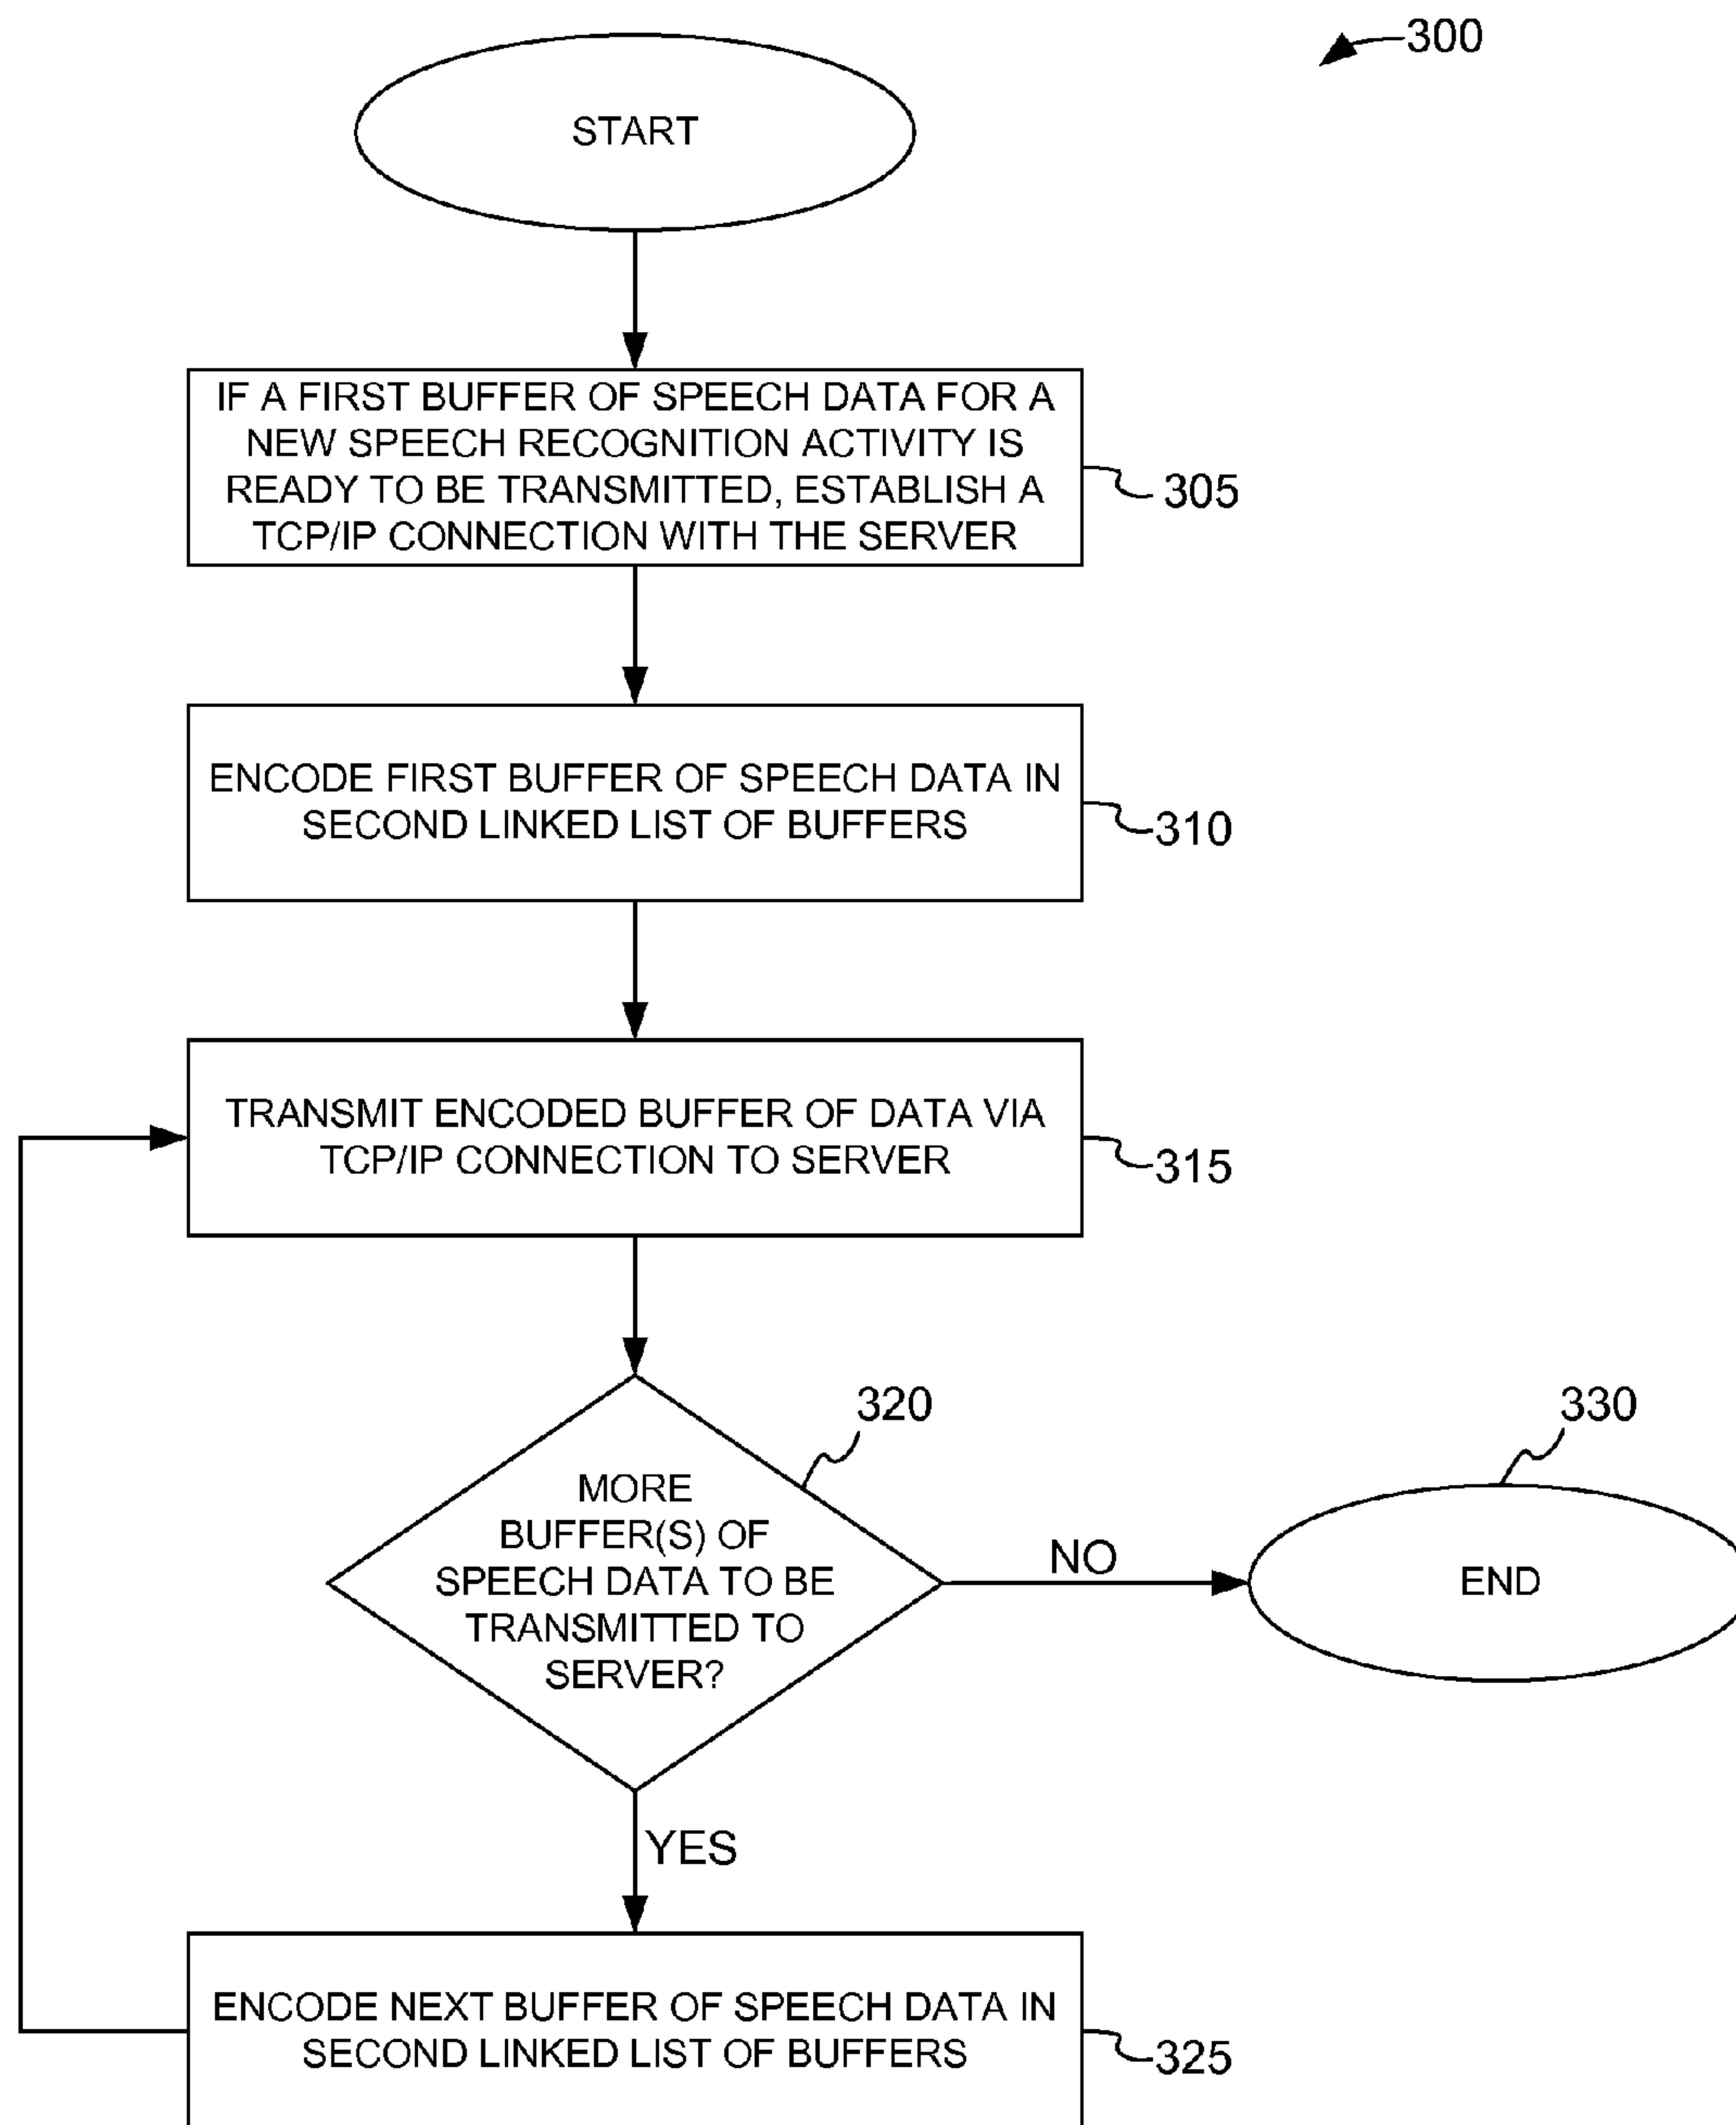 300
START
IF A FIRST BUFFER OF SPEECH DATA FOR A
NEW SPEECH RECOGNITION ACTIVITY IS
READY TO BE TRANSMITTED, ESTABLISH A
TCP/IP CONNECTION WITH THE SERVER
305
ENCODE FIRST BUFFER OF SPEECH DATA IN
SECOND LINKED LIST OF BUFFERS
310
TRANSMIT ENCODED BUFFER OF DATA VIA
TCP/IP CONNECTION TO SERVER
315
MORE
BUFFER(S) OF
SPEECH DATA TO BE
TRANSMITTED TO
SERVER?
320
NO
330
END
YES
ENCODE NEXT BUFFER OF SPEECH DATA IN
SECOND LINKED LIST OF BUFFERS
325